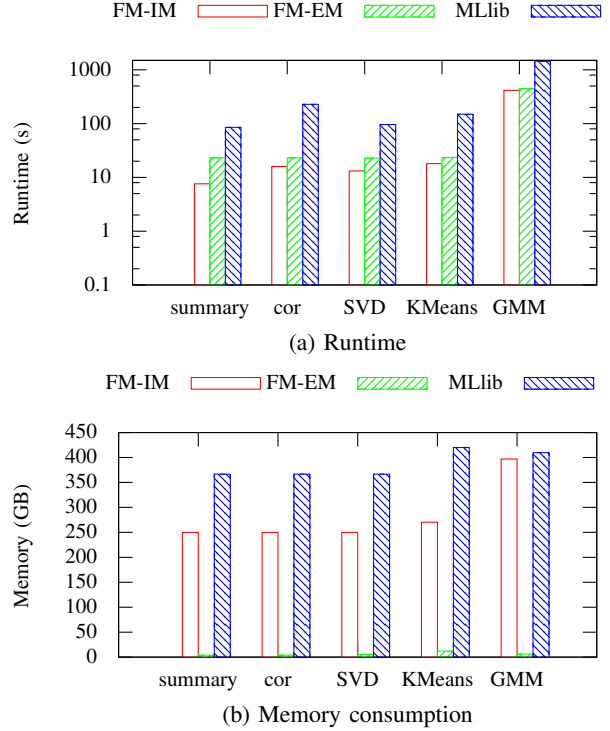 FM-IM FM-EM MLlib
1000
100
10
1
0.1
Runtime (s)
summary cor SVD KMeans GMM
(a) Runtime
FM-IM FM-EM MLlib
450
400
350
300
250
200
150
100
50
0
Memory (GB)
summary cor SVD KMeans GMM
(b) Memory consumption